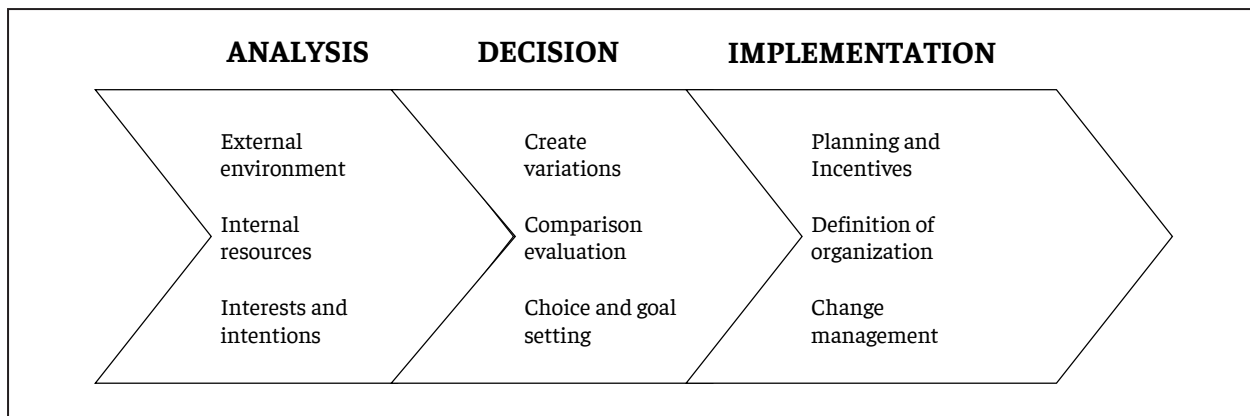 ANALYSIS
DECISION
IMPLEMENTATION
External
environment
Internal
resources
Interests and
intentions
Create
variations
Comparison
evaluation
Choice and goal
setting
Planning and
Incentives
Definition of
organization
Change
management